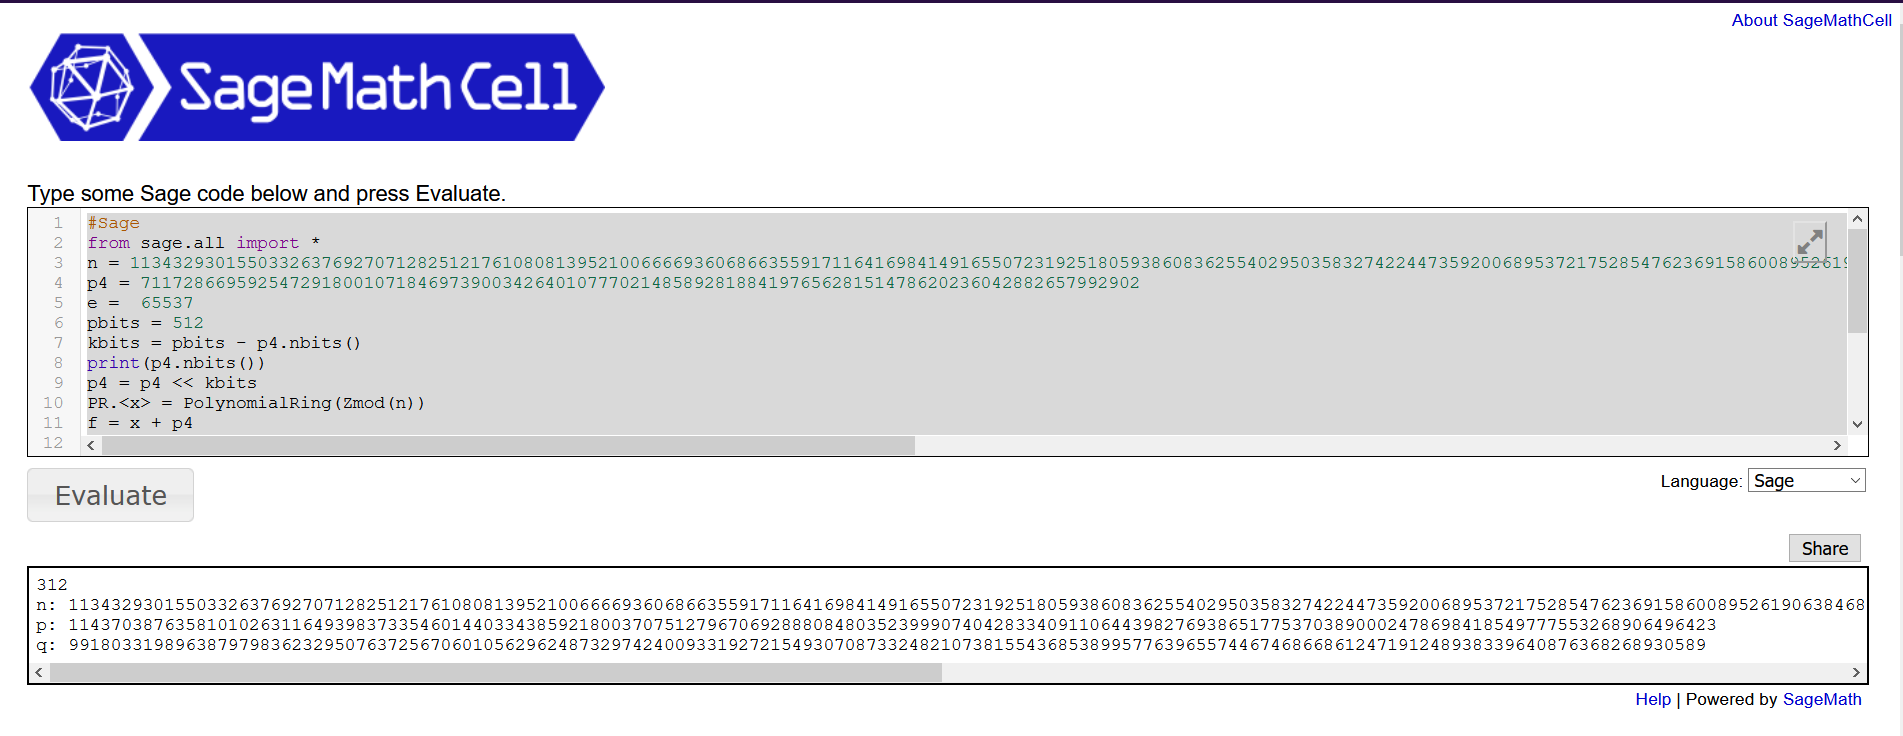 About SageMathCell
SageMathCell
Type some Sage code below and press Evaluate.
1 #Sage
2 from sage.all import *
3 n = 113432930155033263769270712825121761080813952100666693606866355917116416984149165507231925180593860836255402950358327422447359200689537217528547623691586008952619
4 p4 = 7117286695925472918001071846973900342640107770214858928188419765628151478620236042882657992902
5 e =  65537
6 pbits = 512
7 kbits = pbits - p4.nbits()
8 print(p4.nbits())
9 p4 = p4 << kbits
10 PR.<x> = PolynomialRing(Zmod(n))
11 f = x + p4
12
Evaluate
Language: Sage
Share
312
n: 113432930155033263769270712825121761080813952100666693606866355917116416984149165507231925180593860836255402950358327422447359200689537217528547623691586008952619063846801
p: 11437038763581010263116493983733546014403343859218003707512796706928880848035239990740428334091106443982769386517753703890002478698418549777553268906496423
q: 9918033198963879798362329507637256706010562962487329742400933192721549307087332482107381554368538995776396557446746866861247191248938339640876368268930589
Help | Powered by SageMath